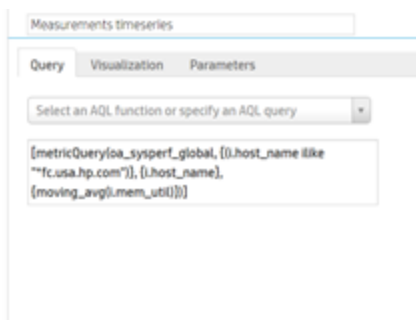 Measurements timeseries
Query Visualization Parameters
Select an AQL function or specify an AQL query
[metricQuery(oa_sysperf_global, {(i.host_name ilike
"*fc.usa.hp.com")}, {i.host_name},
{moving_avg(i.mem_util)})]